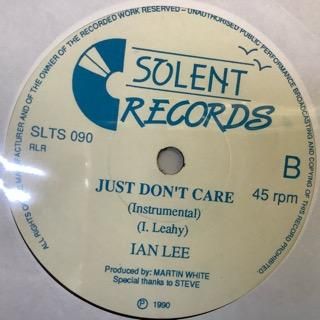 ALL RIGHTS OF THE MANUFACTURER AND OF THE OWNER OF THE RECORDED WORK RESERVED – UNAUTHORISED PUBLIC PERFORMANCE BROADCASTING AND COPYING OF THIS RECORD PROHIBITED.
SOLENT
RECORDS
SLTS 090
RLR
B
45 rpm
JUST DON'T CARE
(Instrumental)
(I. Leahy)
IAN LEE
Produced by: MARTIN WHITE
Special thanks to STEVE
℗ 1990